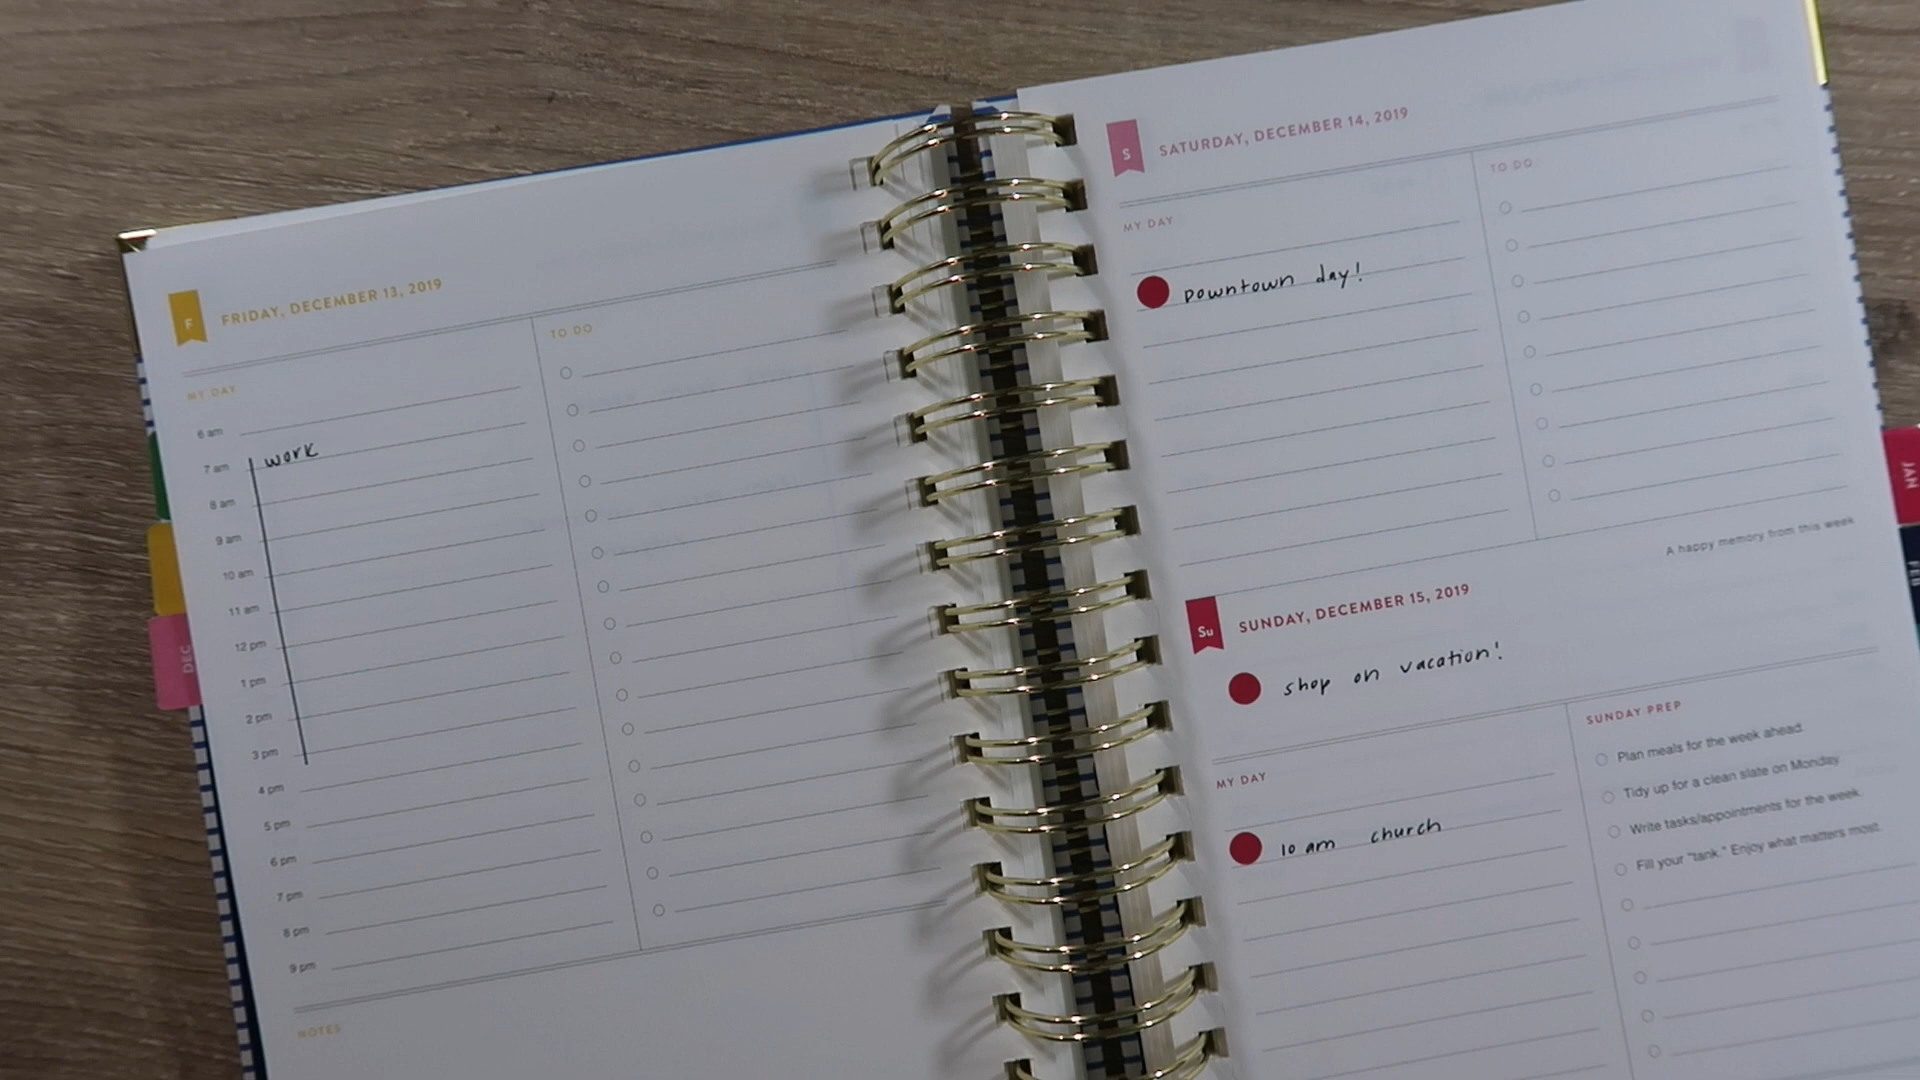 F
FRIDAY, DECEMBER 13, 2019
MY DAY
TO DO
6 am
7 am work
8 am
9 am
10 am
11 am
12 pm
1 pm
2 pm
3 pm
4 pm
5 pm
6 pm
7 pm
8 pm
9 pm
NOTES
DEC
S
SATURDAY, DECEMBER 14, 2019
MY DAY
TO DO
Downtown day!
A happy memory from this week
Su
SUNDAY, DECEMBER 15, 2019
shop on vacation!
MY DAY
SUNDAY PREP
10 am church
Plan meals for the week ahead.
Tidy up for a clean slate on Monday.
Write tasks/appointments for the week.
Fill your "tank." Enjoy what matters most.
JAN
FEB